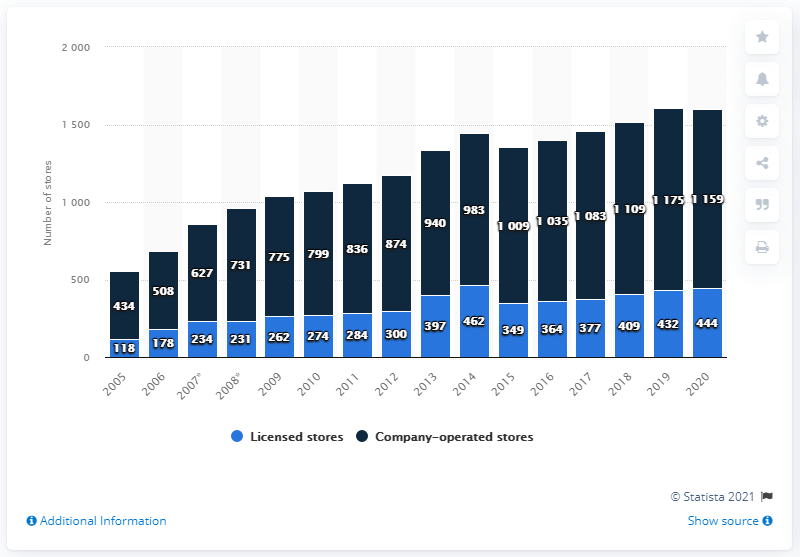 2 000
1 500
1 000
500
0
Number of stores
434 508 627 731 775 799 836 874 940 983 1 009 1 035 1 083 1 109 1 175 1 159
118 178 234 231 262 274 284 300 397 462 349 364 377 409 432 444
2005 2006 2007* 2008* 2009 2010 2011 2012 2013 2014 2015 2016 2017 2018 2019 2020
Licensed stores Company-operated stores
© Statista 2021
Additional Information Show source